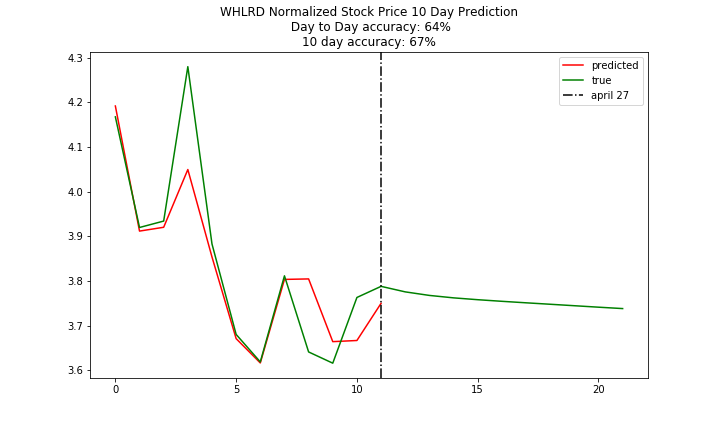 WHLRD Normalized Stock Price 10 Day Prediction
Day to Day accuracy: 64%
10 day accuracy: 67%
predicted
true
april 27
4.3
4.2
4.1
4.0
3.9
3.8
3.7
3.6
0 5 10 15 20